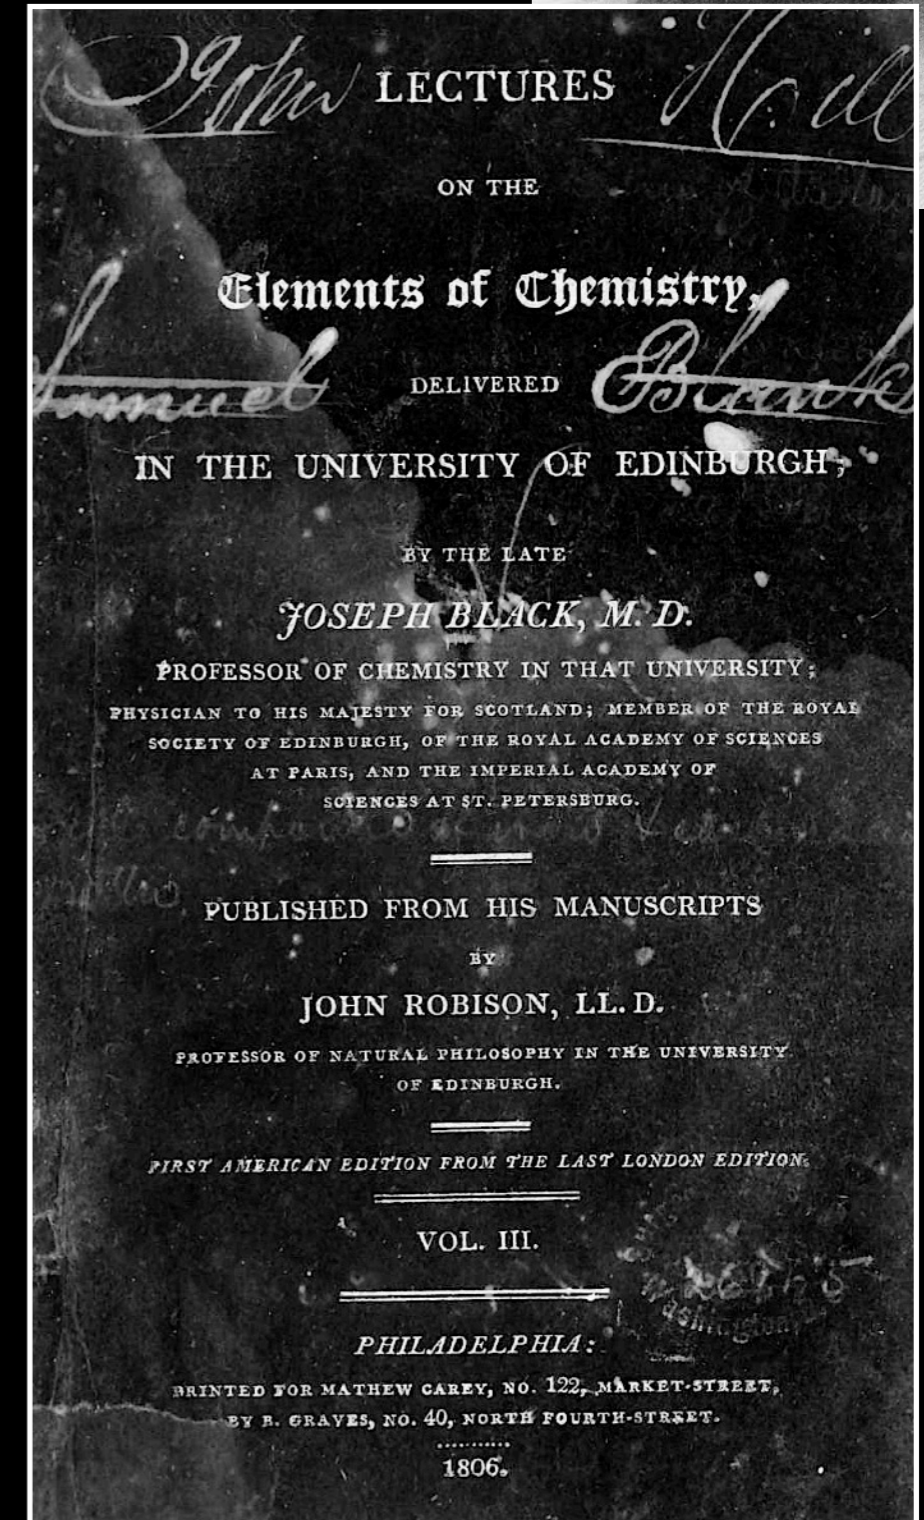 John LECTURES Hill
ON THE
Elements of Chemistry,
Samuel DELIVERED
IN THE UNIVERSITY OF EDINBURGH,
BY THE LATE
JOSEPH BLACK, M. D.
PROFESSOR OF CHEMISTRY IN THAT UNIVERSITY;
PHYSICIAN TO HIS MAJESTY FOR SCOTLAND; MEMBER OF THE ROYAL
SOCIETY OF EDINBURGH, OF THE ROYAL ACADEMY OF SCIENCES
AT PARIS, AND THE IMPERIAL ACADEMY OF
SCIENCES AT ST. PETERSBURG.
PUBLISHED FROM HIS MANUSCRIPTS
BY
JOHN ROBISON, LL. D.
PROFESSOR OF NATURAL PHILOSOPHY IN THE UNIVERSITY
OF EDINBURGH.
FIRST AMERICAN EDITION FROM THE LAST LONDON EDITION.
VOL. III.
PHILADELPHIA:
PRINTED FOR MATHEW CAREY, NO. 122, MARKET-STREET,
BY R. GRAVES, NO. 40, NORTH FOURTH-STREET.
1806.